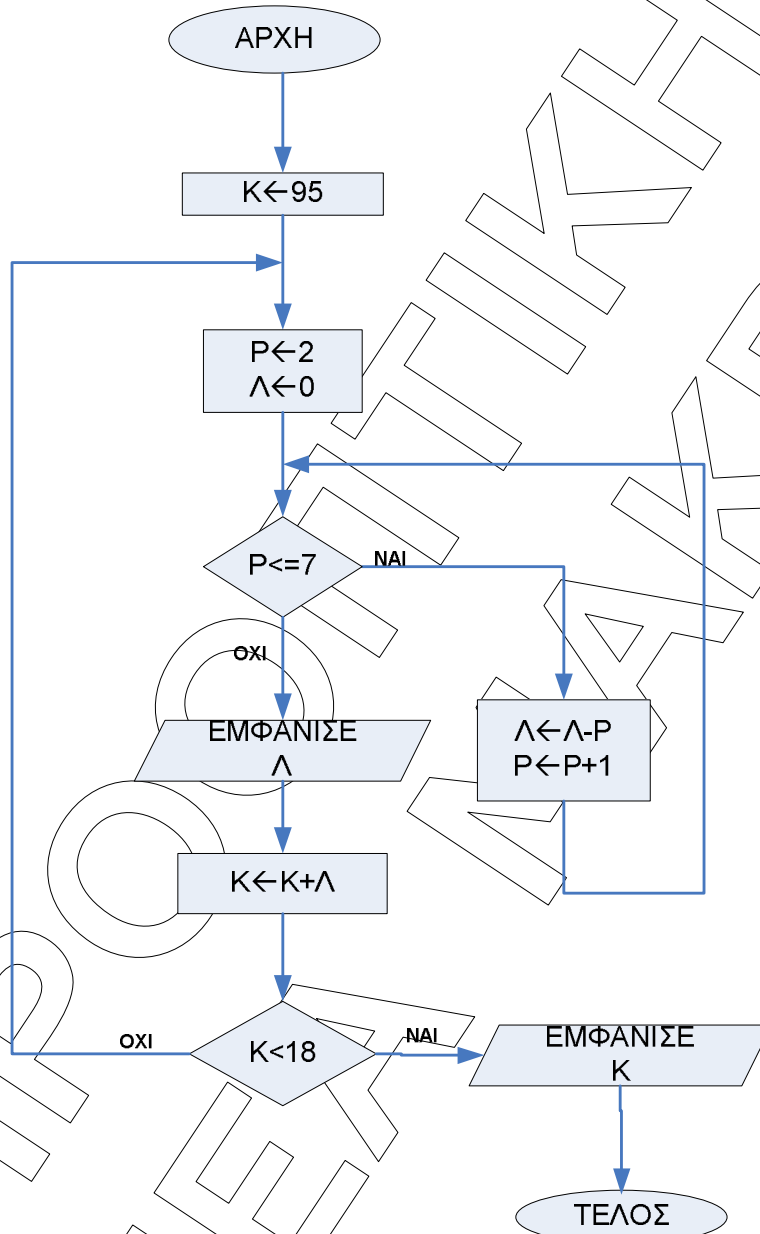 ΑΡΧΗ
Κ←95
Ρ←2
Λ←0
Ρ<=7
ΝΑΙ
ΟΧΙ
ΕΜΦΑΝΙΣΕ
Λ
Λ←Λ-Ρ
Ρ←Ρ+1
Κ←Κ+Λ
Κ<18
ΟΧΙ
ΝΑΙ
ΕΜΦΑΝΙΣΕ
Κ
ΤΕΛΟΣ